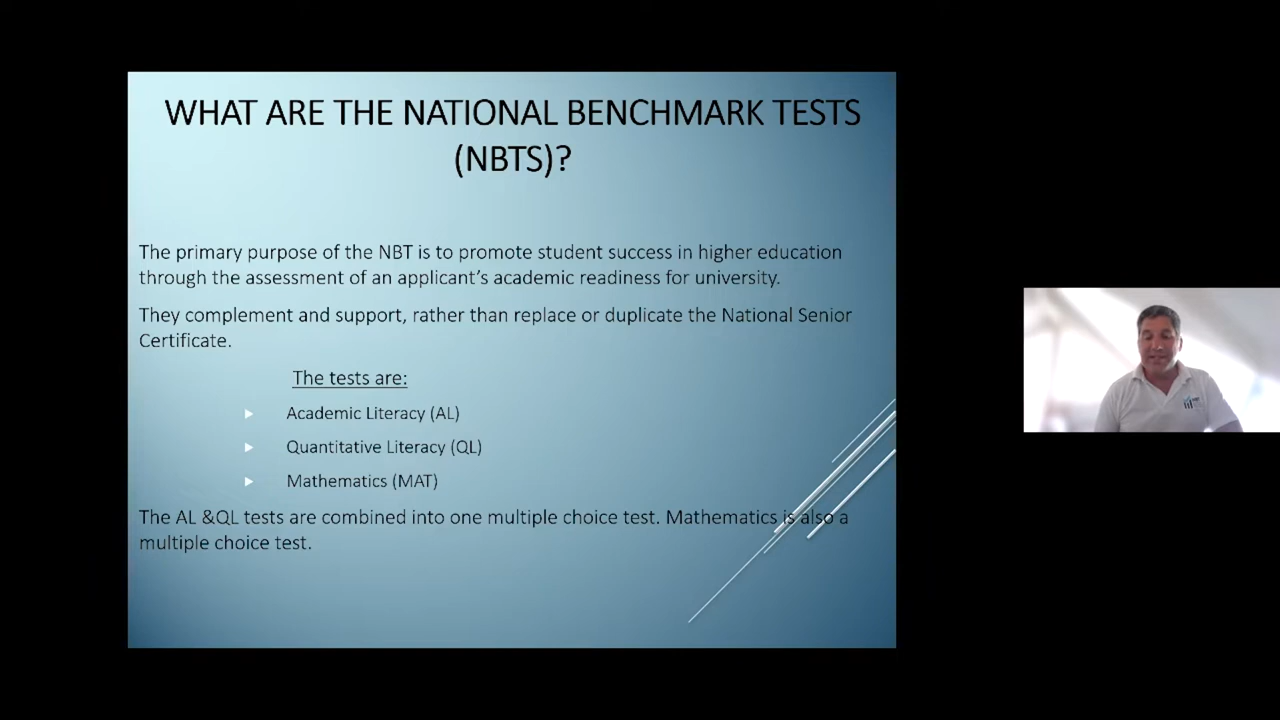 WHAT ARE THE NATIONAL BENCHMARK TESTS
(NBTS)?
The primary purpose of the NBT is to promote student success in higher education
through the assessment of an applicant's academic readiness for university.
They complement and support, rather than replace or duplicate the National Senior
Certificate.
The tests are:
Academic Literacy (AL)
Quantitative Literacy (QL)
Mathematics (MAT)
The AL &QL tests are combined into one multiple choice test. Mathematics is also a
multiple choice test.